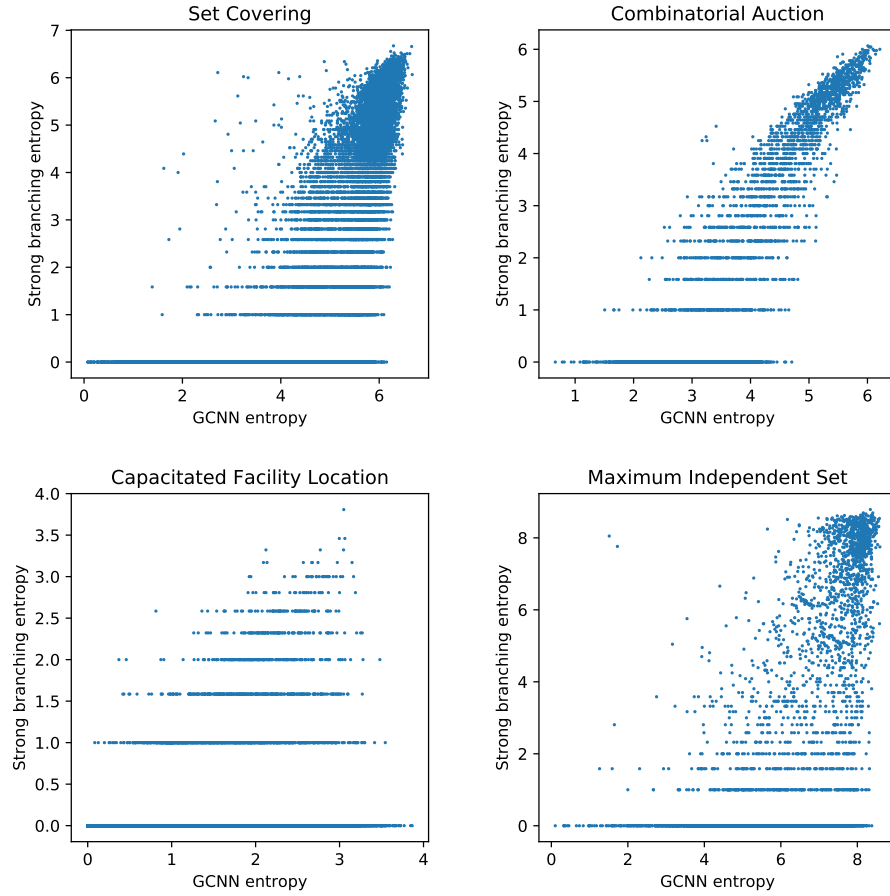 Set Covering
7
6
5
4
3
2
1
0
Strong branching entropy
0 2 4 6
GCNN entropy
Combinatorial Auction
6
5
4
3
2
1
0
Strong branching entropy
1 2 3 4 5 6
GCNN entropy
Capacitated Facility Location
4.0
3.5
3.0
2.5
2.0
1.5
1.0
0.5
0.0
Strong branching entropy
0 1 2 3 4
GCNN entropy
Maximum Independent Set
8
6
4
2
0
Strong branching entropy
0 2 4 6 8
GCNN entropy